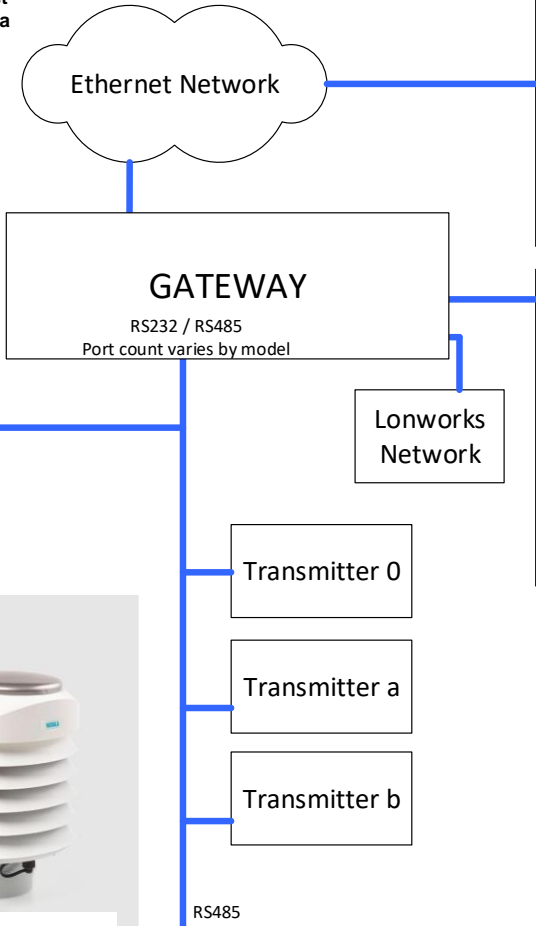 a
Ethernet Network
GATEWAY
RS232 / RS485
Port count varies by model
Lonworks
Network
Transmitter 0
Transmitter a
Transmitter b
RS485